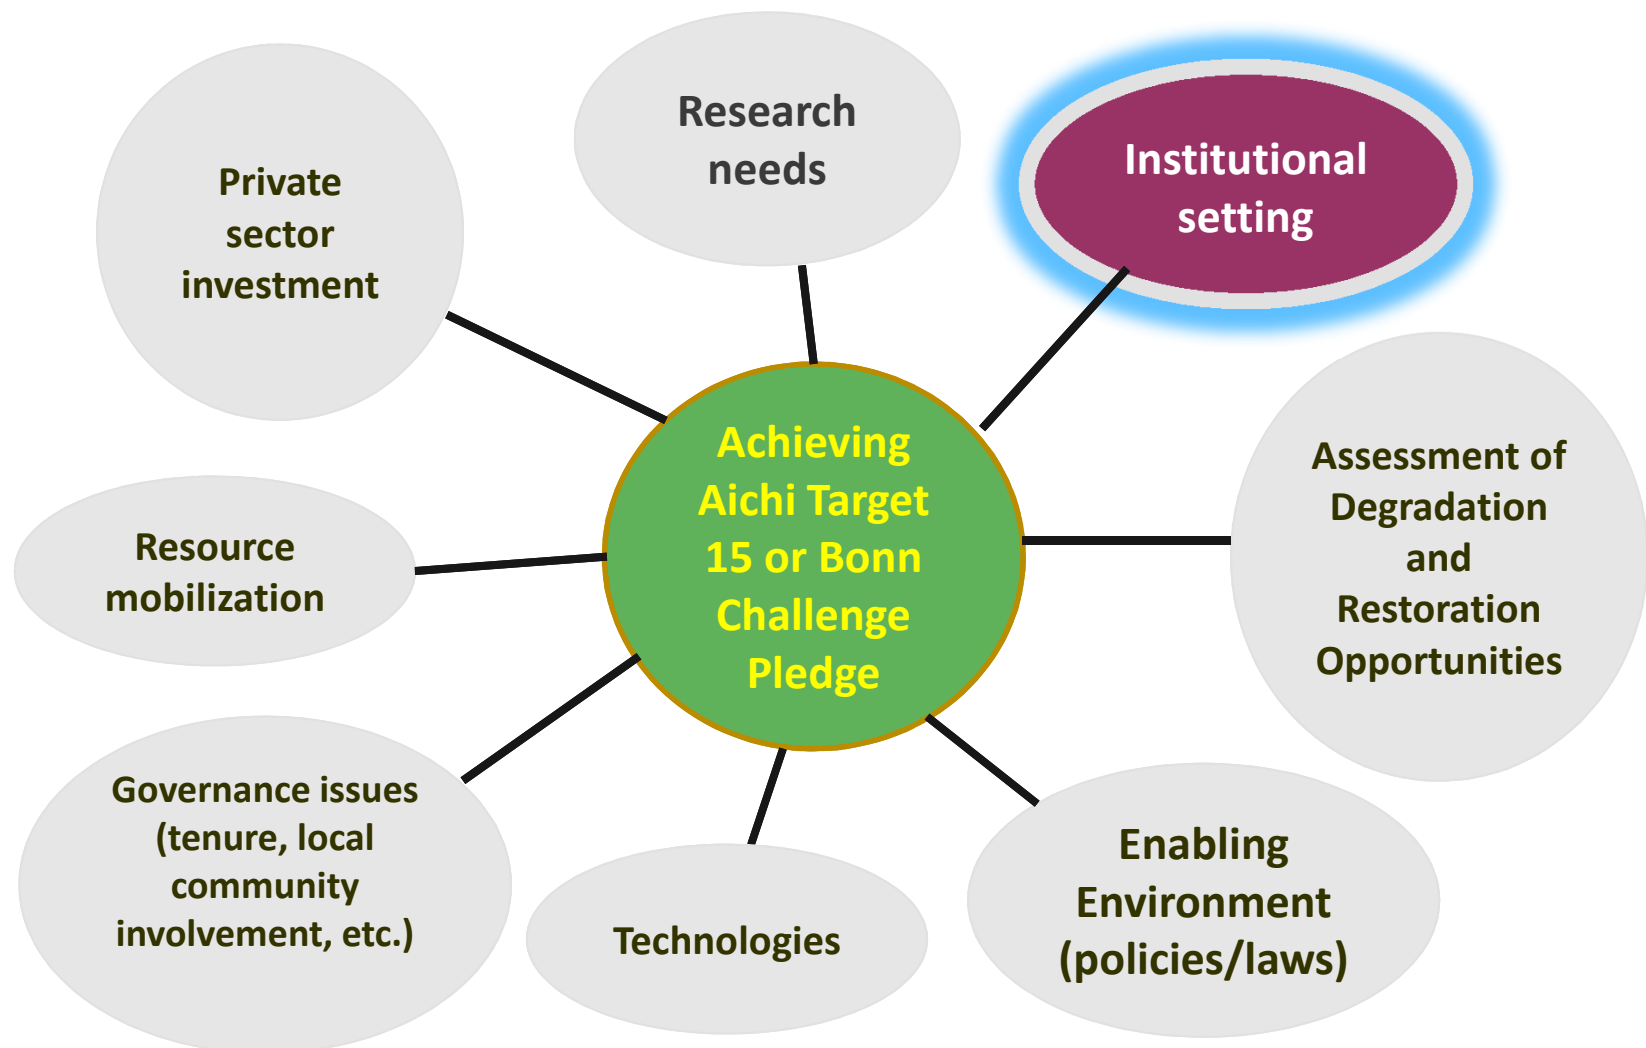 Research
needs
Institutional
setting
Private
sector
investment
Achieving
Aichi Target
15 or Bonn
Challenge
Pledge
Assessment of
Degradation
and
Restoration
Opportunities
Resource
mobilization
Governance issues
(tenure, local
community
involvement, etc.)
Technologies
Enabling
Environment
(policies/laws)